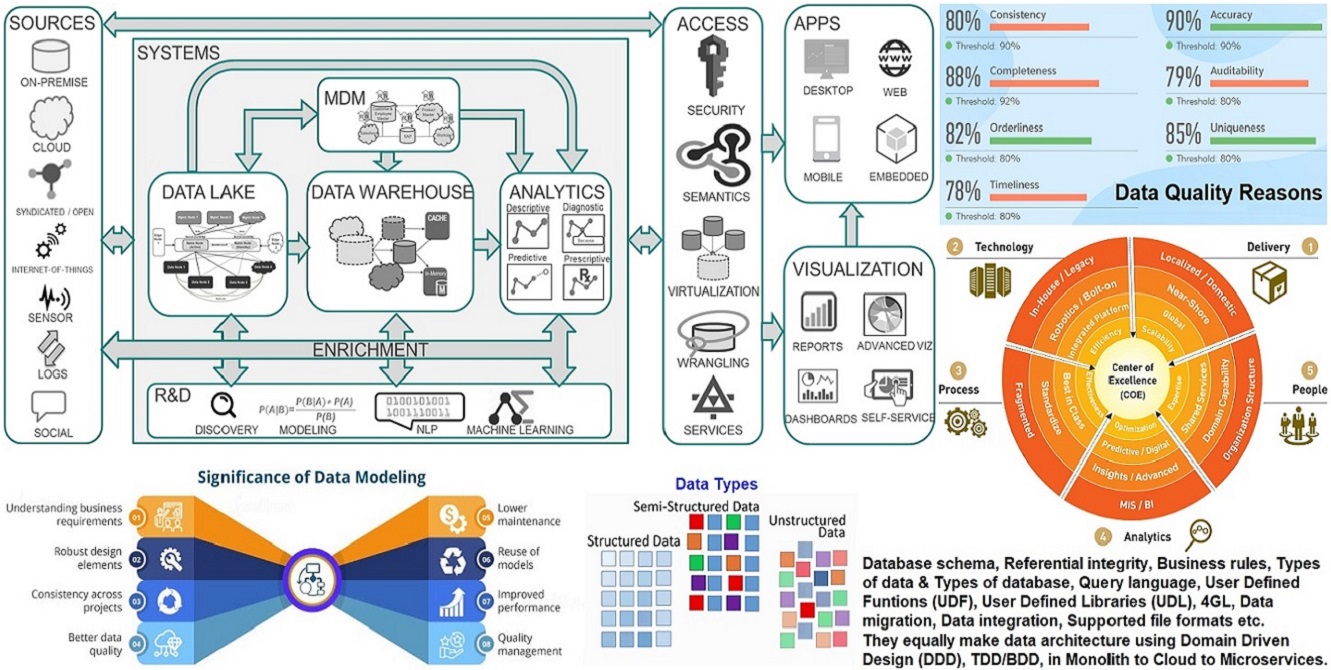 SOURCES
ON-PREMISE
CLOUD
SYNDICATED / OPEN
INTERNET-OF-THINGS
SENSOR
LOGS
SOCIAL
SYSTEMS
MDM
DATA LAKE
DATA WAREHOUSE
CACHE
In-Memory
M
ANALYTICS
Descriptive
Diagnostic
Predictive
Prescriptive
ENRICHMENT
R&D
DISCOVERY
P(A|B)= P(B|A) * P(A)
P(B)
MODELING
0100101001
1001110011
NLP
MACHINE LEARNING
ACCESS
SECURITY
SEMANTICS
VIRTUALIZATION
WRANGLING
SERVICES
APPS
DESKTOP
WEB
WWW
MOBILE
EMBEDDED
VISUALIZATION
REPORTS
ADVANCED VIZ
DASHBOARDS
SELF-SERVICE
80% Consistency
Threshold: 90%
90% Accuracy
Threshold: 90%
88% Completeness
Threshold: 92%
79% Auditability
Threshold: 80%
82% Orderliness
Threshold: 80%
85% Uniqueness
Threshold: 80%
78% Timeliness
Threshold: 80%
Data Quality Reasons
2 Technology
Delivery 1
3
Process
5
People
4 Analytics
In-House / Legacy
Robotics / Bolt-on
Integrated Platform
Efficiency
Localized / Domestic
Near-Shore
Global
Scalability
Fragmented
Standardize
Best in Class
Effectiveness
Organization Structure
Domain Capability
Shared Services
Expertise
Center of
Excellence
(COE)
Optimization
Predictive / Digital
Insights / Advanced
MIS / BI
Significance of Data Modeling
Understanding business
requirements
01
Robust design
elements
02
Consistency across
projects
03
Better data
quality
04
05
Lower
maintenance
06
Reuse of
models
07
Improved
performance
08
Quality
management
Data Types
Semi-Structured Data
Structured Data
Unstructured
Data
Database schema, Referential integrity, Business rules, Types
of data & Types of database, Query language, User Defined
Funtions (UDF), User Defined Libraries (UDL), 4GL, Data
migration, Data integration, Supported file formats etc.
They equally make data architecture using Domain Driven
Design (DDD), TDD/BDD, in Monolith to Cloud to Microservices.